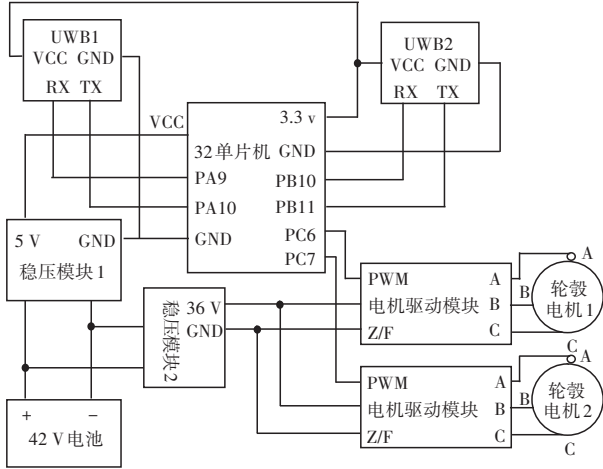 UWB1
VCC GND
RX TX
UWB2
VCC GND
RX TX
VCC
3.3 v
32单片机
GND
PA9
PB10
PA10
PB11
GND
PC6
PC7
5 V
GND
稳压模块1
稳压模块2
36 V
GND
PWM
电机驱动模块
Z/F
A
B
C
A
B
C
轮毂
电机1
PWM
电机驱动模块
Z/F
A
B
C
A
B
C
轮毂
电机2
+ −
42 V电池